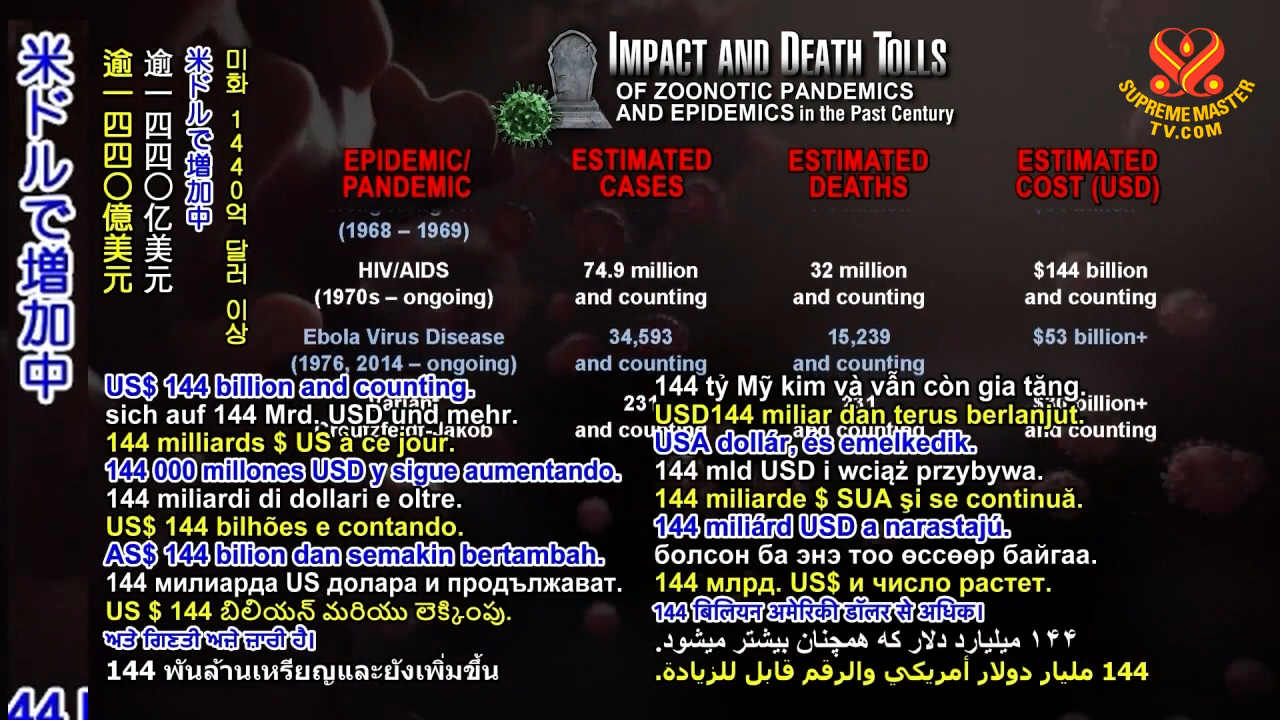 米ドルで増加中
逾一四四〇億美元
逾一四四〇亿美元
米ドルで増加中
미화 1440억 달러 이상
IMPACT AND DEATH TOLLS
OF ZOONOTIC PANDEMICS
AND EPIDEMICS in the Past Century
SUPREME MASTER
TV.COM
EPIDEMIC/
PANDEMIC
ESTIMATED
CASES
ESTIMATED
DEATHS
ESTIMATED
COST (USD)
(1968 – 1969)
HIV/AIDS 74.9 million 32 million $144 billion
(1970s – ongoing) and counting and counting and counting
Ebola Virus Disease 34,593 15,239 $53 billion+
(1976, 2014 – ongoing) and counting and counting
Variant 231 231 billion+
and counting and counting and counting
US$ 144 billion and counting.
sich auf 144 Mrd. USD und mehr.
144 milliards $ US à ce jour.
144 000 millones USD y sigue aumentando.
144 miliardi di dollari e oltre.
US$ 144 bilhões e contando.
AS$ 144 bilion dan semakin bertambah.
144 милиарда US долара и продължават.
US $ 144 బిలియన్ మరియు లెక్కింపు.
ਅਤੇ ਗਿਣਤੀ ਅਜੇ ਜਾਰੀ ਹੈ।
144 พันล้านเหรียญและยังเพิ่มขึ้น
144 tỷ Mỹ kim và vẫn còn gia tăng.
USD144 miliar dan terus berlanjut.
USA dollár, és emelkedik.
144 mld USD i wciąż przybywa.
144 miliarde $ SUA şi se continuă.
144 miliárd USD a narastajú.
болсон ба энэ тоо өссөөр байгаа.
144 млрд. US$ и число растет.
144 बिलियन अमेरिकी डॉलर से अधिक।
۱۴۴ میلیارد دلار که همچنان بیشتر میشود.
144 مليار دولار أمريكي والرقم قابل للزيادة.